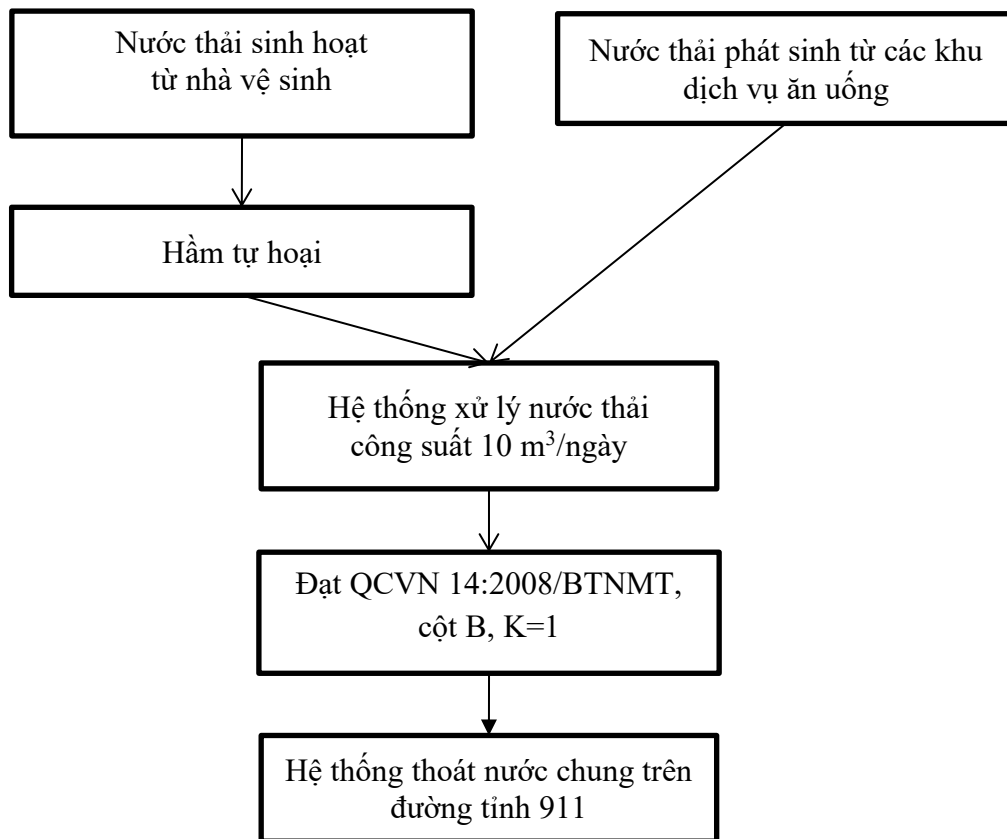 Nước thải sinh hoạt
từ nhà vệ sinh
Nước thải phát sinh từ các khu
dịch vụ ăn uống
Hầm tự hoại
Hệ thống xử lý nước thải
công suất 10 m³/ngày
Đạt QCVN 14:2008/BTNMT,
cột B, K=1
Hệ thống thoát nước chung trên
đường tỉnh 911